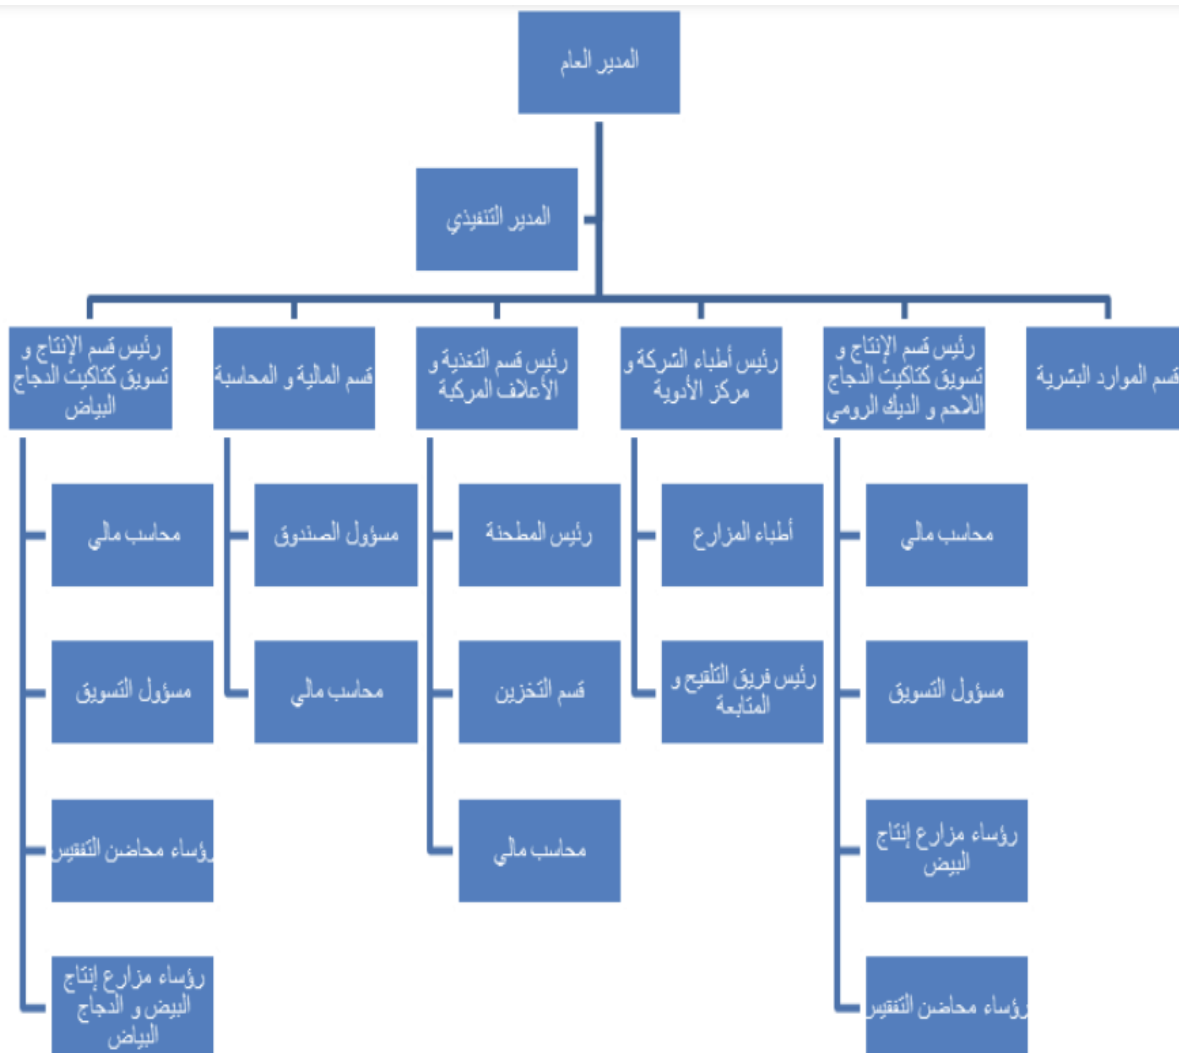 المدير العام
المدير التنفيذي
قسم الموارد البشرية
رئيس قسم الإنتاج و
تسويق كتاكيت الدجاج
اللاحم و الديك الرومي
رئيس أطباء الشركة و
مركز الأدوية
رئيس قسم التغذية و
الأعلاف المركبة
قسم المالية و المحاسبة
رئيس قسم الإنتاج و
تسويق كتاكيت الدجاج
البياض
محاسب مالي
مسؤول التسويق
رؤساء مزارع إنتاج
البيض
رؤساء محاضن التفقيس
أطباء المزارع
رئيس فريق التلقيح و
المتابعة
رئيس المطحنة
قسم التخزين
محاسب مالي
مسؤول الصندوق
محاسب مالي
محاسب مالي
مسؤول التسويق
رؤساء محاضن التفقيس
رؤساء مزارع إنتاج
البيض و الدجاج
البياض